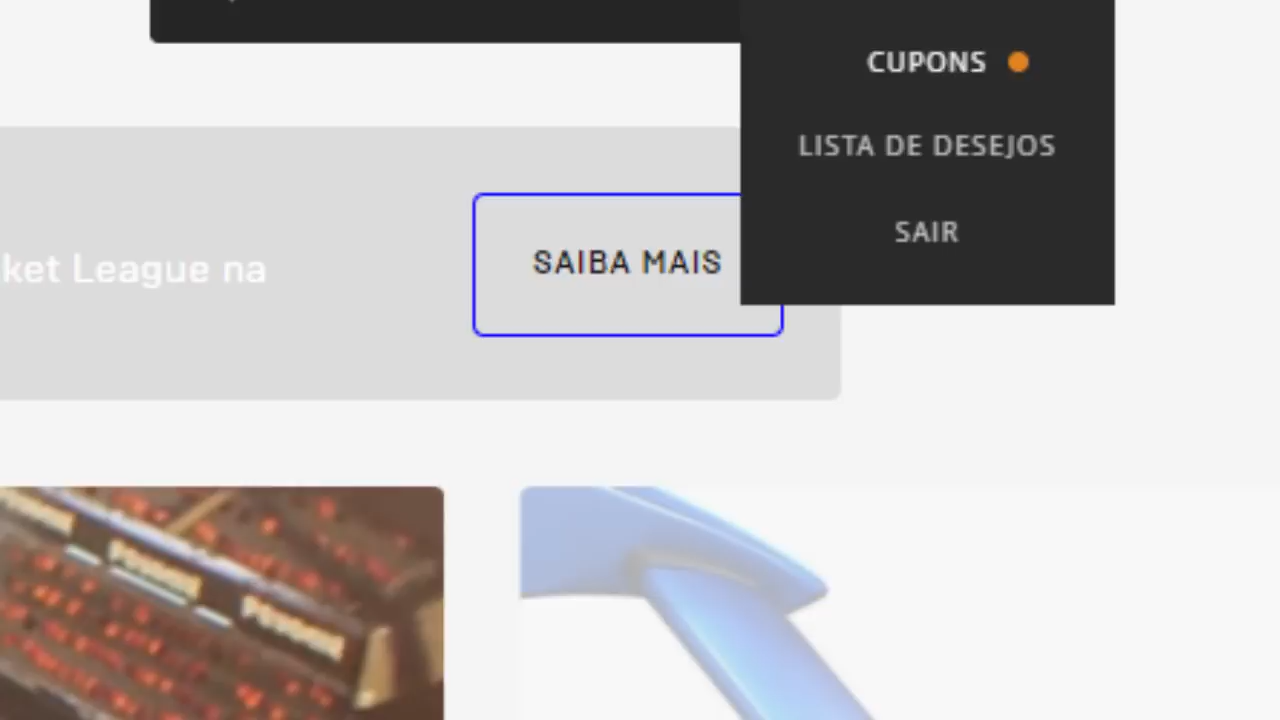 CUPONS
LISTA DE DESEJOS
SAIR
ket League na
SAIBA MAIS